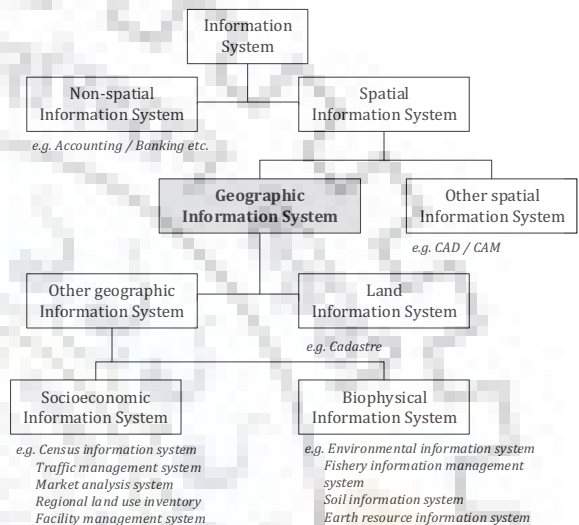 Information
System
Non-spatial
Information System
Spatial
Information System
e.g. Accounting / Banking etc.
Geographic
Information System
Other spatial
Information System
e.g. CAD / CAM
Other geographic
Information System
Land
Information System
e.g. Cadastre
Socioeconomic
Information System
Biophysical
Information System
e.g. Census information system
Traffic management system
Market analysis system
Regional land use inventory
Facility management system
e.g. Environmental information system
Fishery information management
system
Soil information system
Earth resource information system